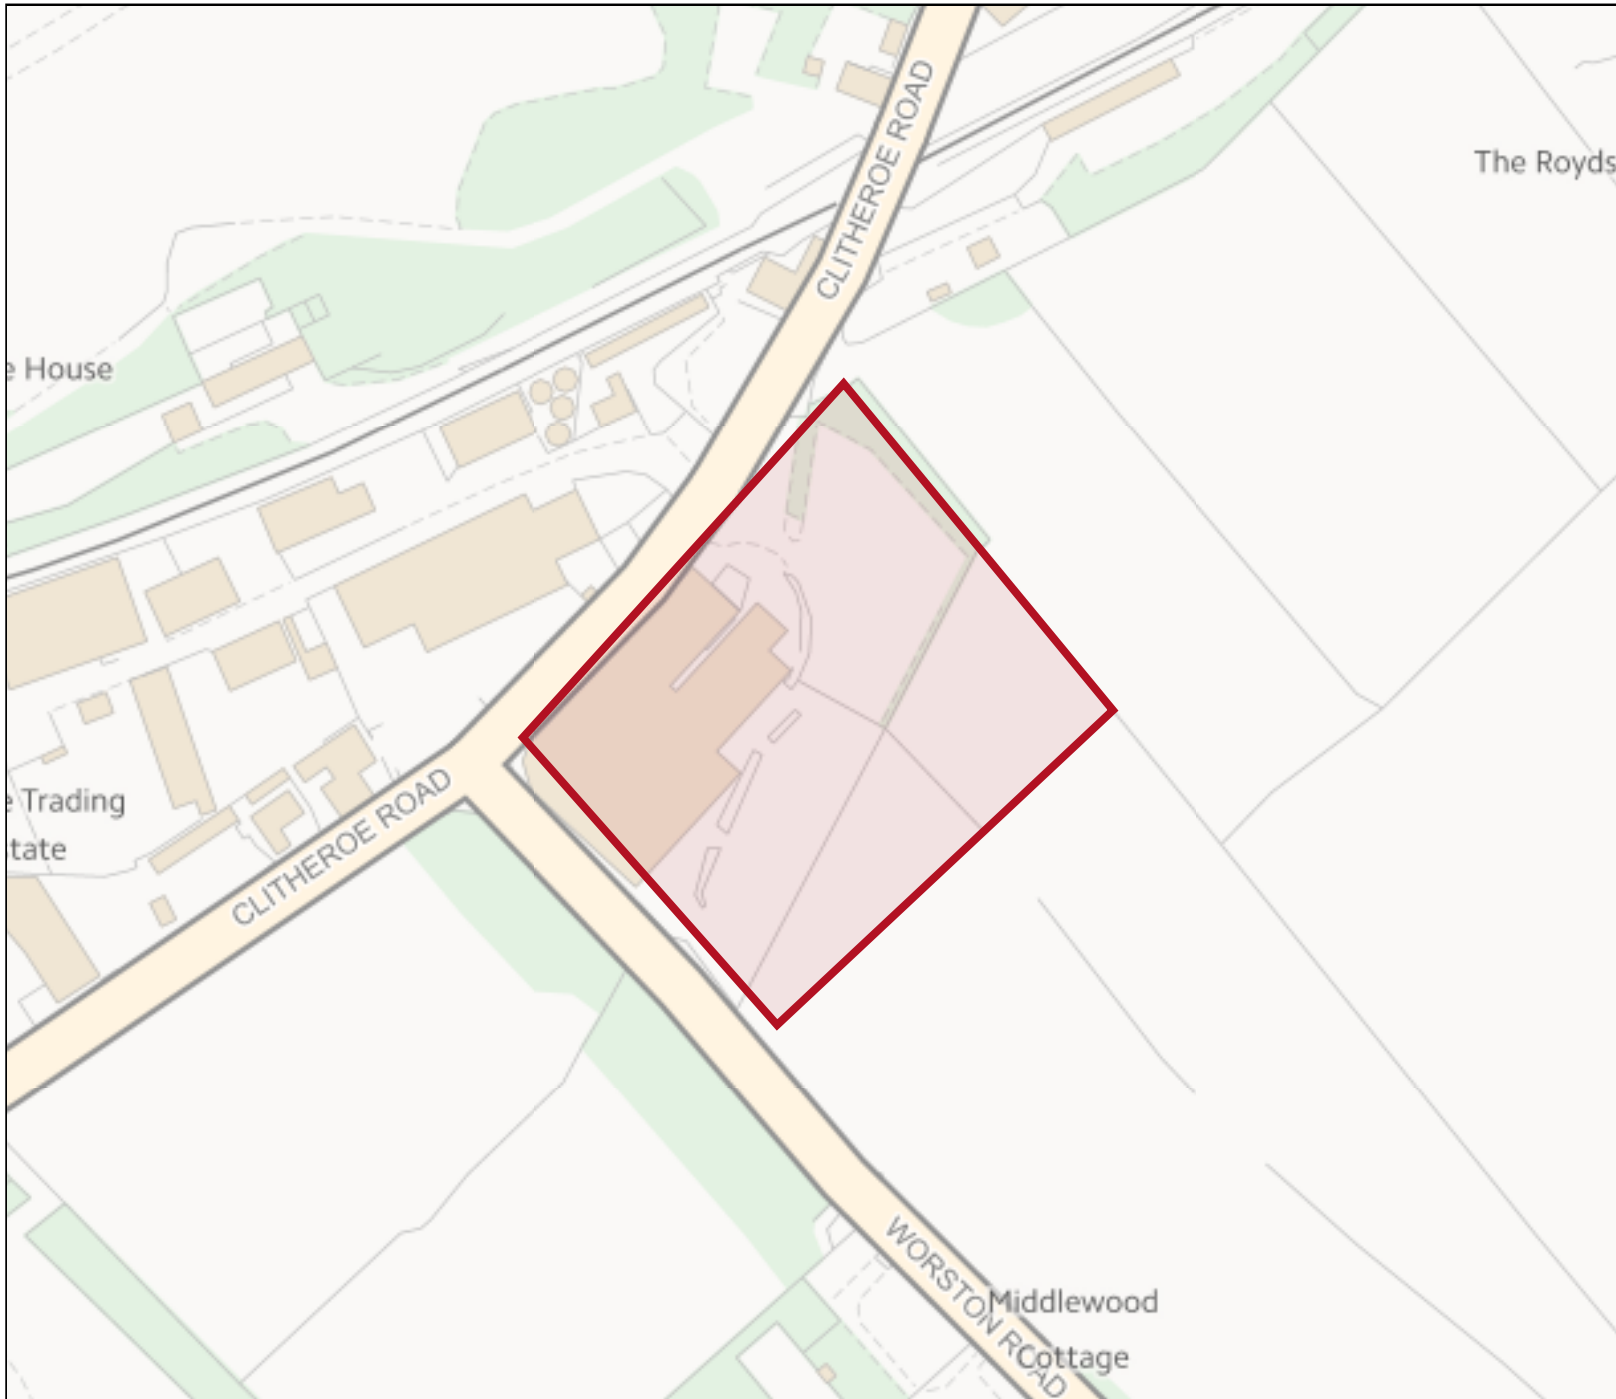 CLITHEROE ROAD
The Royds
e House
e Trading
tate
CLITHEROE ROAD
WORSTON ROAD
Middlewood
Cottage